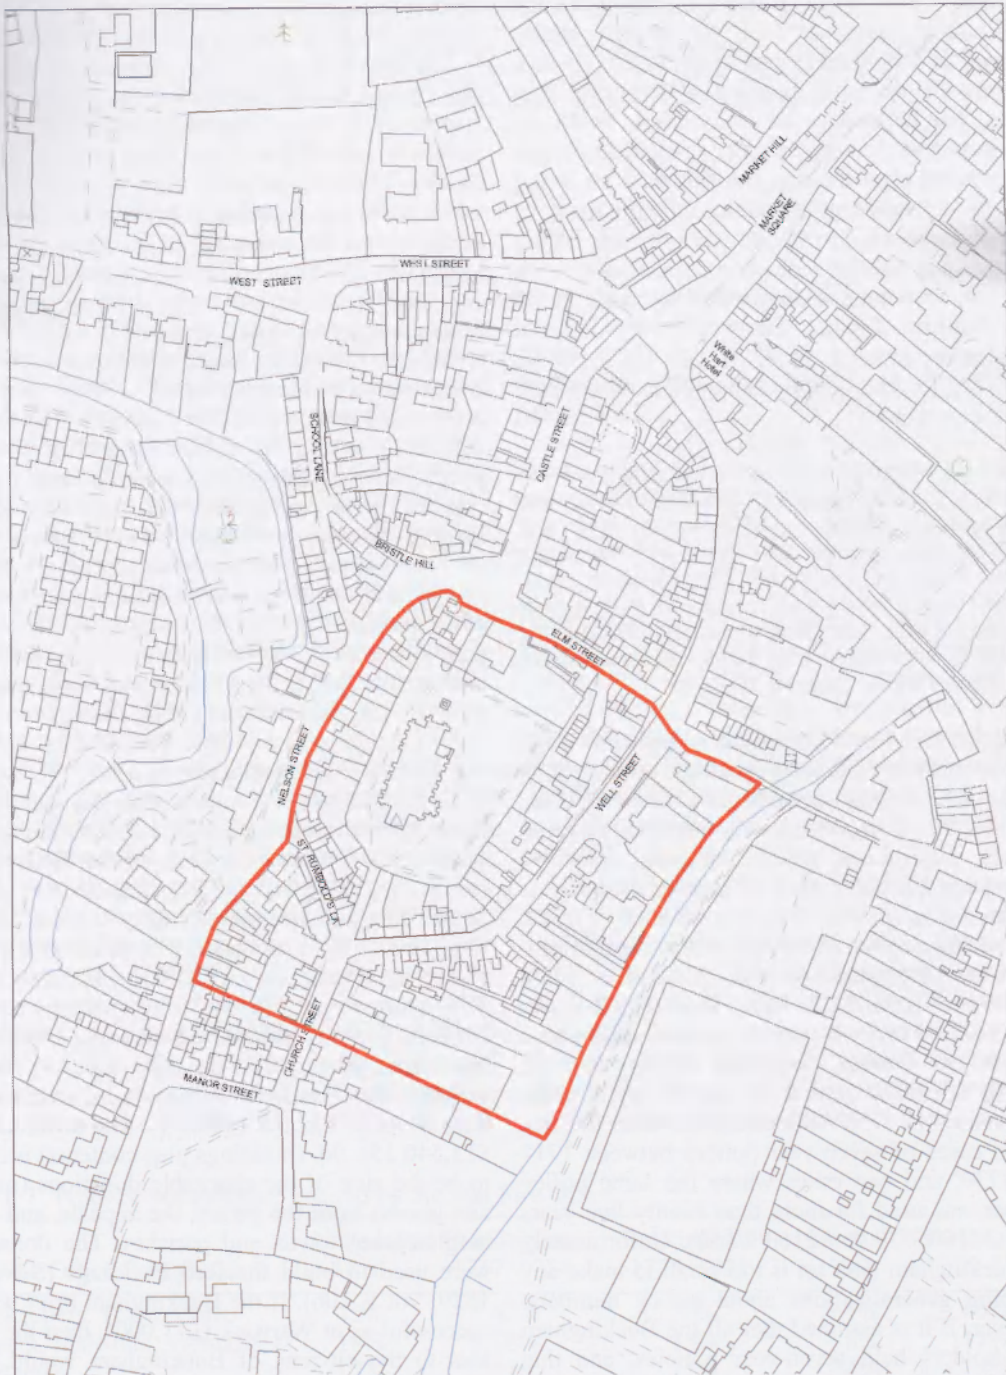 MARKET HILL
MARKET
SQUARE
WEST STREET
WEST STREET
White
Hart
Hotel
SCHOOL LANE
CASTLE STREET
BRISTLE HILL
ELM STREET
NELSON STREET
WELL STREET
ST. RUMBOLD'S LA
CHURCH STREET
MANOR STREET